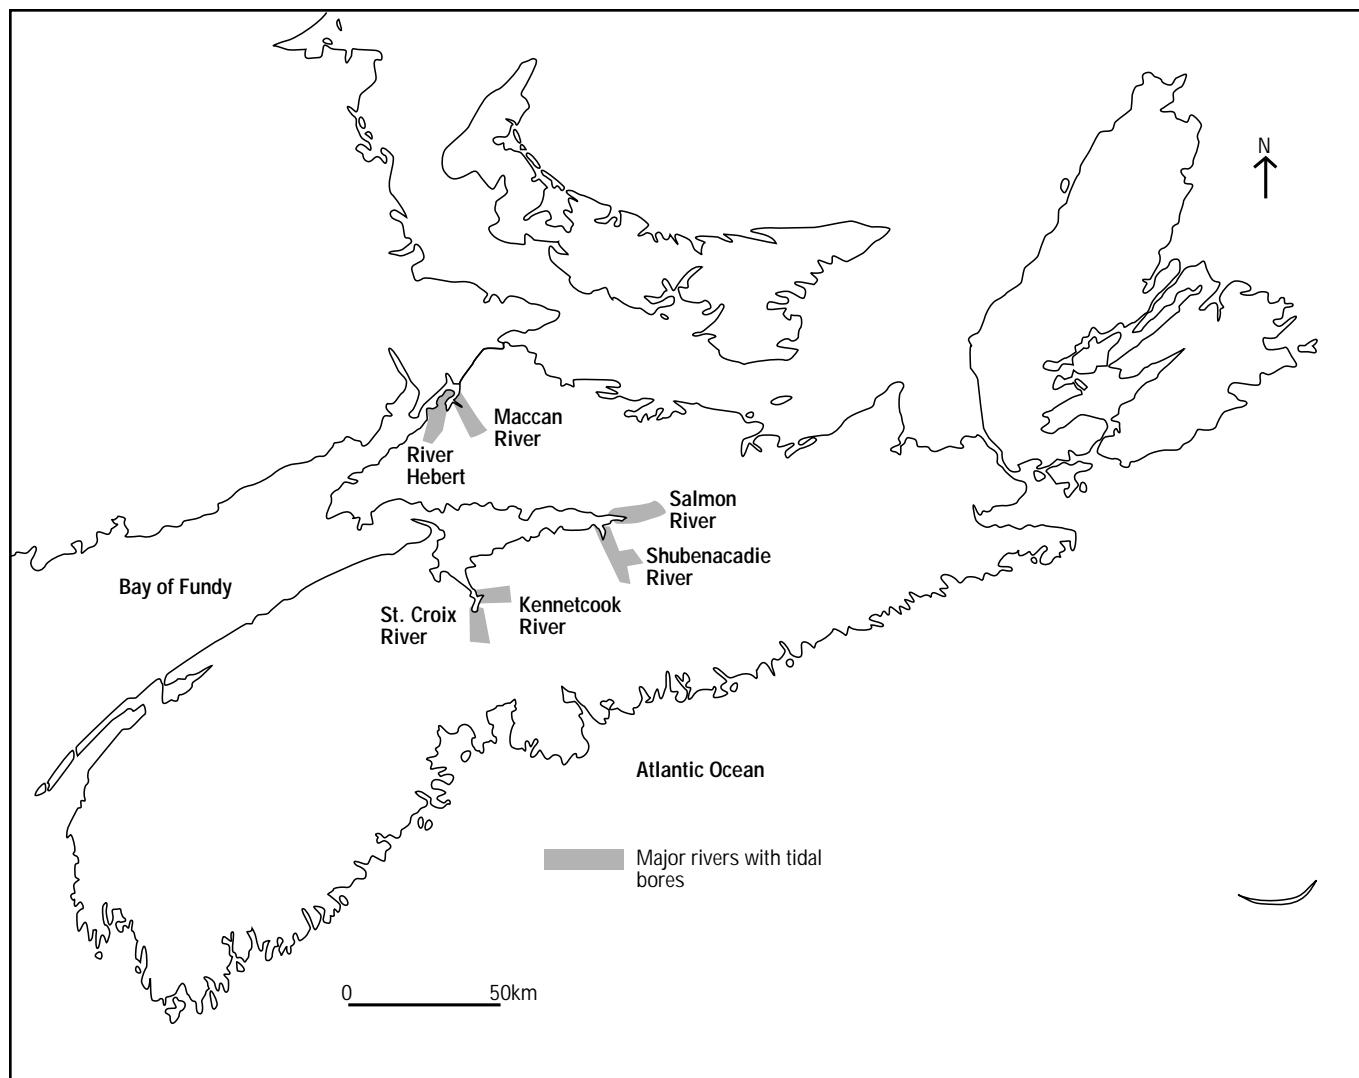 N
Maccan
River
River
Hebert
Salmon
River
Shubenacadie
River
Bay of Fundy
Kennetcook
River
St. Croix
River
Atlantic Ocean
Major rivers with tidal
bores
0 50km